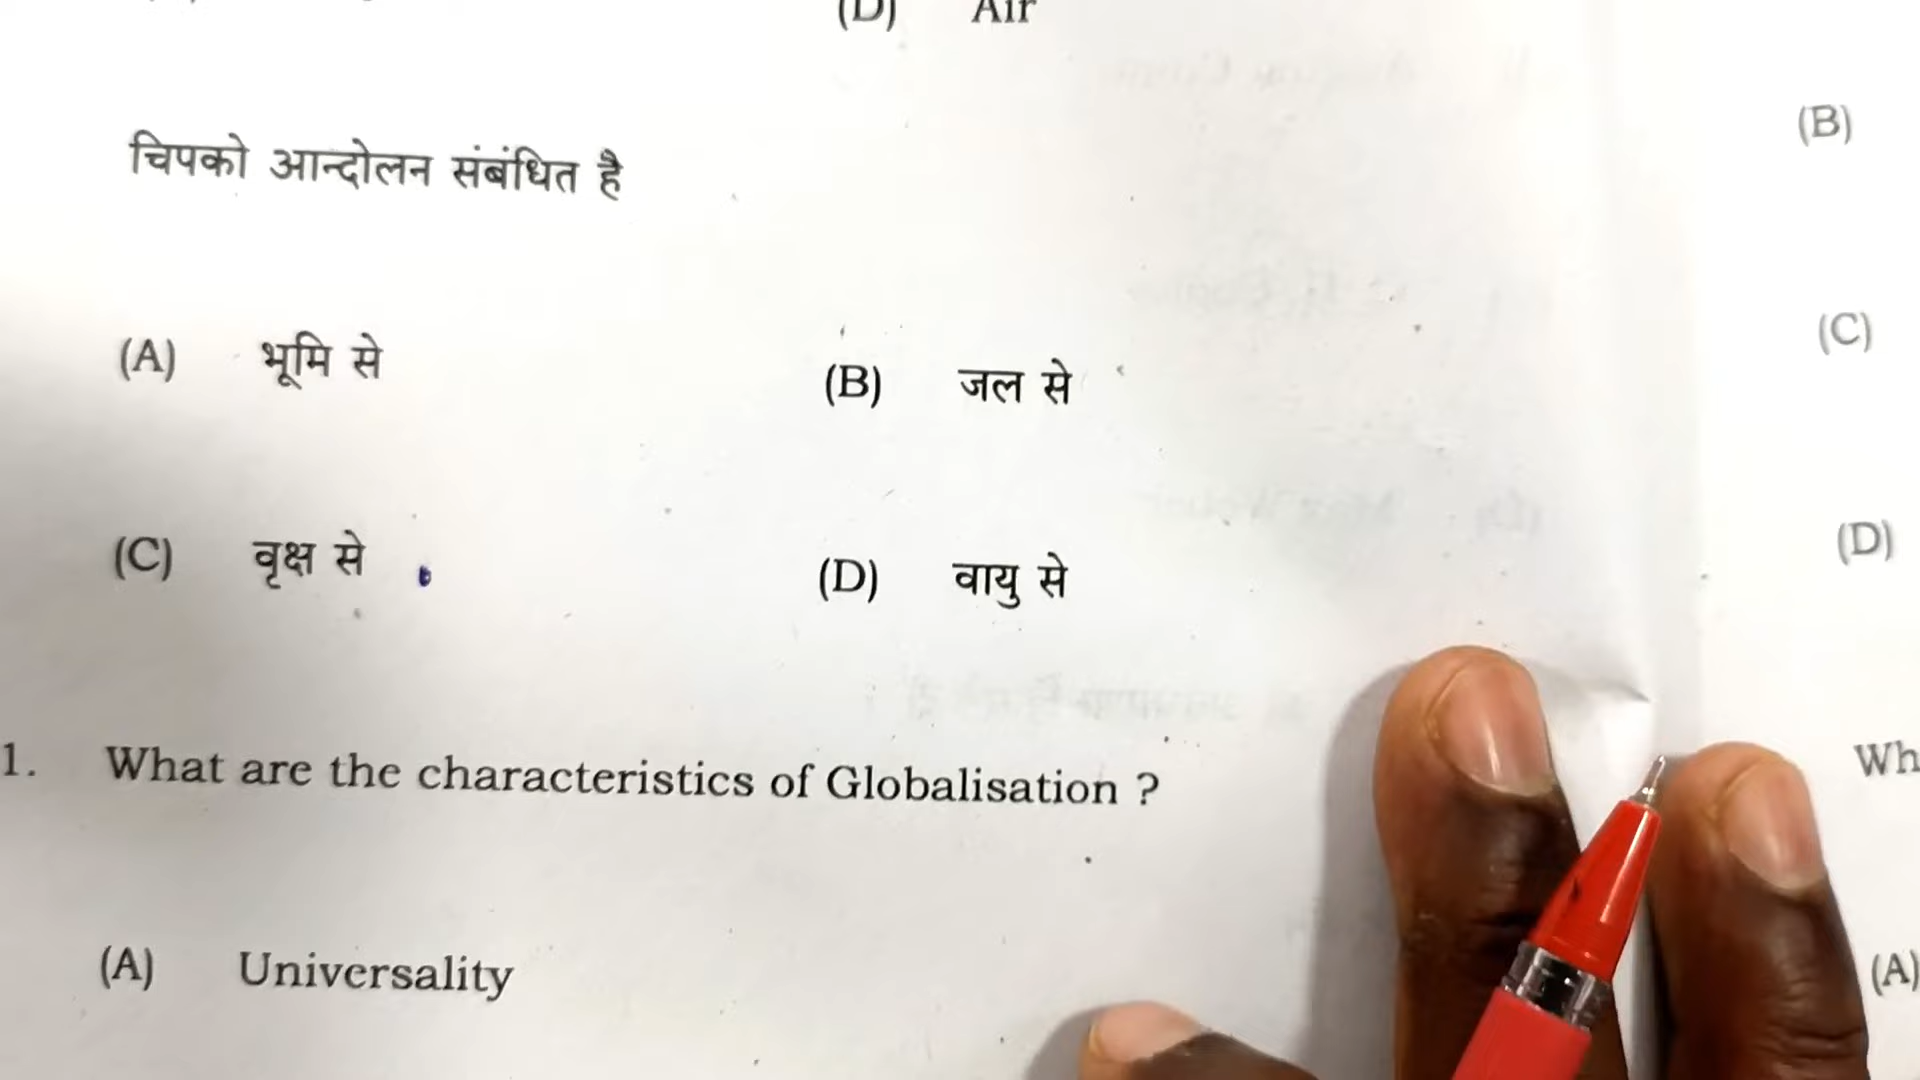 (D) Air
चिपको आन्दोलन संबंधित है
(A) भूमि से
(B) जल से
(C) वृक्ष से
(D) वायु से
1. What are the characteristics of Globalisation ?
(A) Universality
(B)
(C)
(D)
Wh
(A)